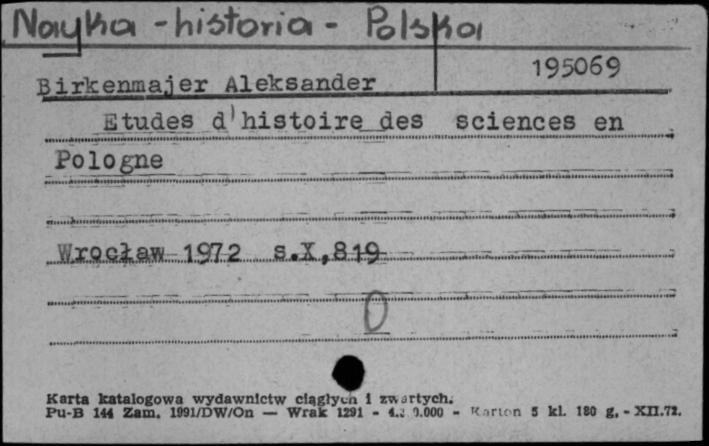 Nauka - historia - Polska
195069
Birkenmajer Aleksander
Etudes d'histoire des sciences en
Pologne
Wrocław 1972 s.X,819
0
Karta katalogowa wydawnictw ciągłych i zwartych.
Pu-B 144 Zam. 1991/DW/On — Wrak 1291 - Karton 5 kl. 180 g. - XII.72.